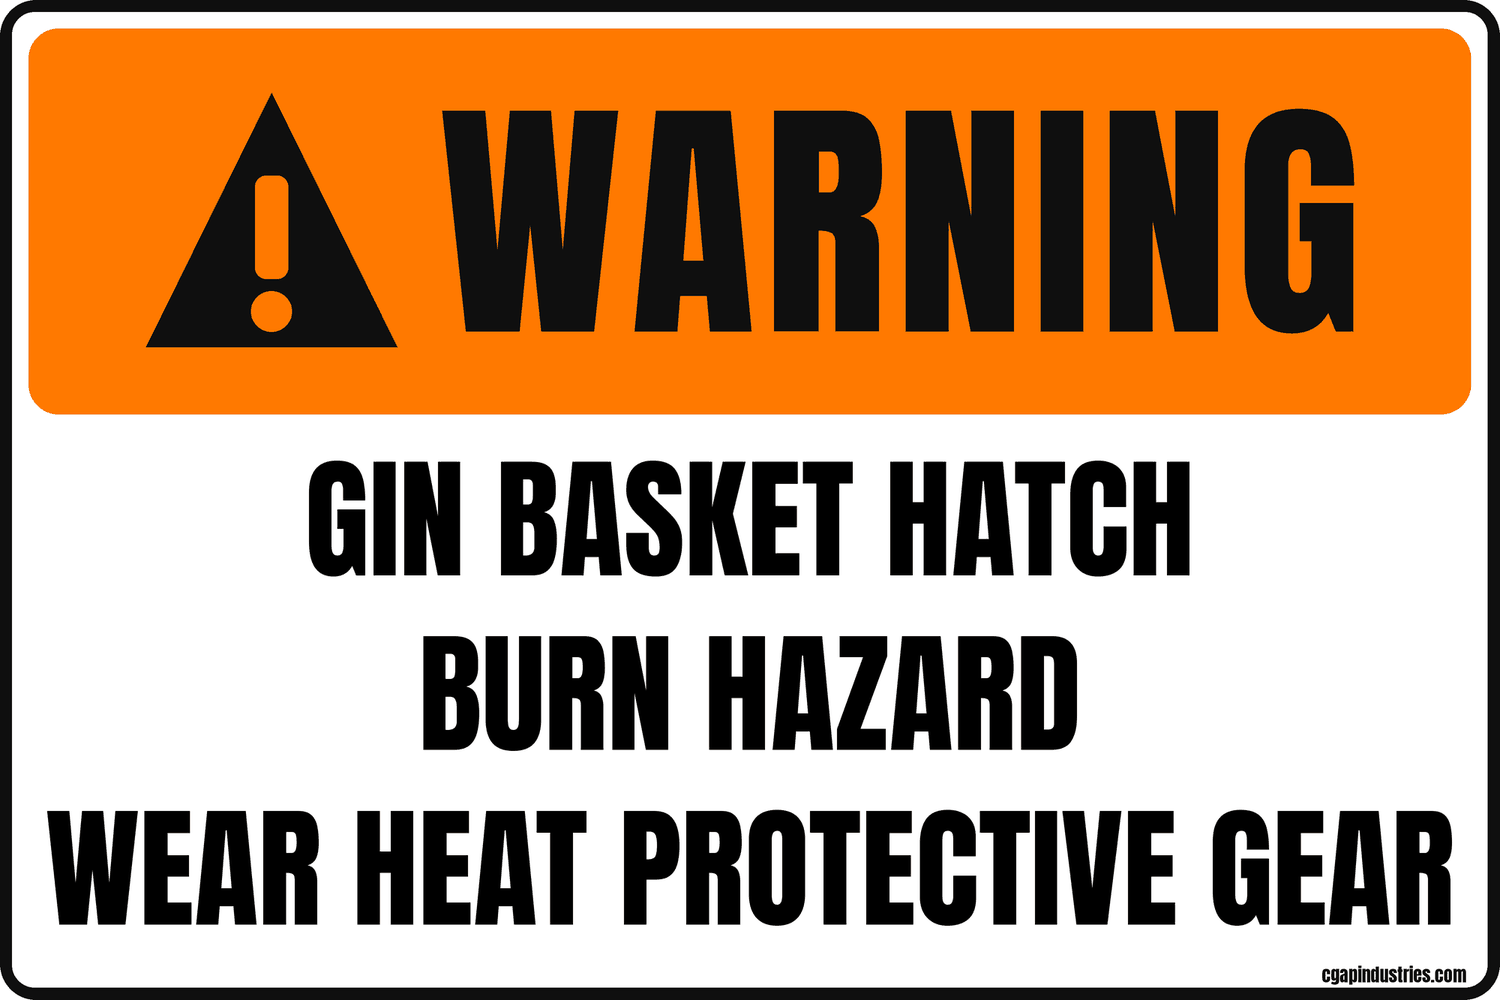 WARNING
GIN BASKET HATCH
BURN HAZARD
WEAR HEAT PROTECTIVE GEAR
cgapindustries.com